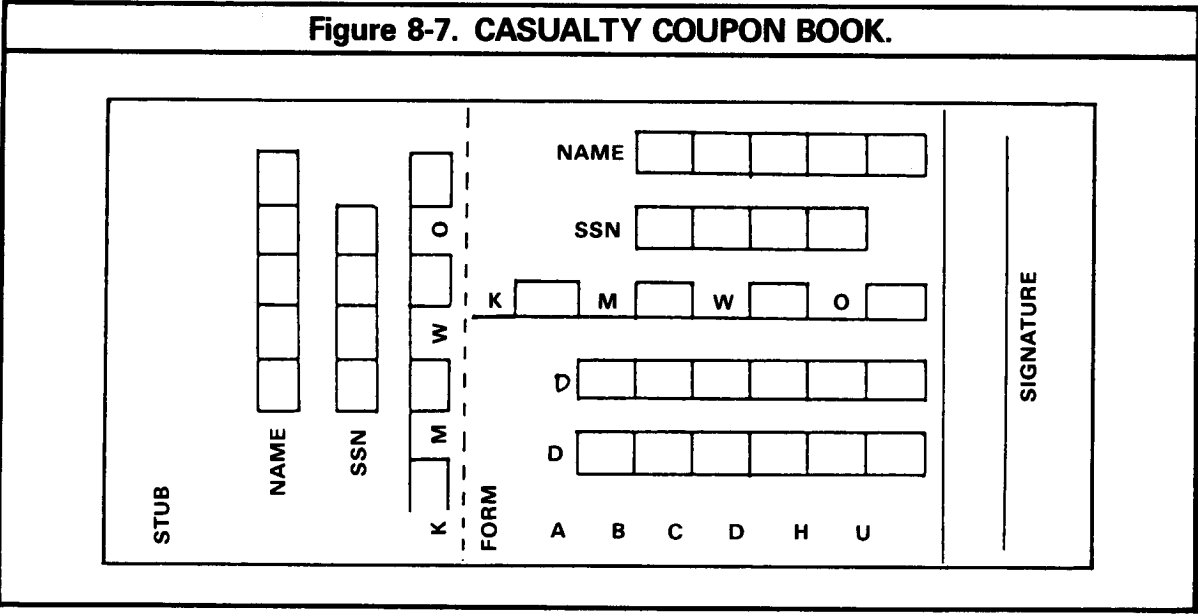 Figure 8-7. CASUALTY COUPON BOOK.
STUB
NAME
SSN
K M W O
FORM
NAME
SSN
K M W O
D
D
A B C D H U
SIGNATURE